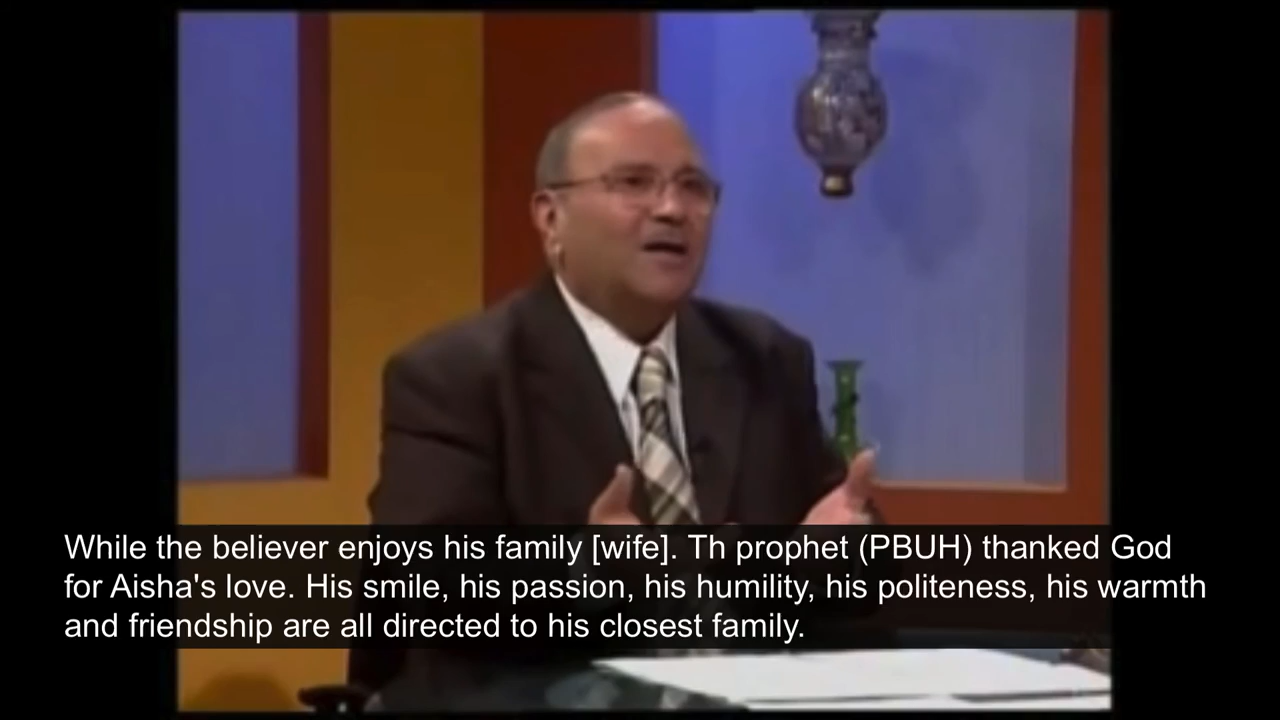 While the believer enjoys his family [wife]. Th prophet (PBUH) thanked God
for Aisha's love. His smile, his passion, his humility, his politeness, his warmth
and friendship are all directed to his closest family.